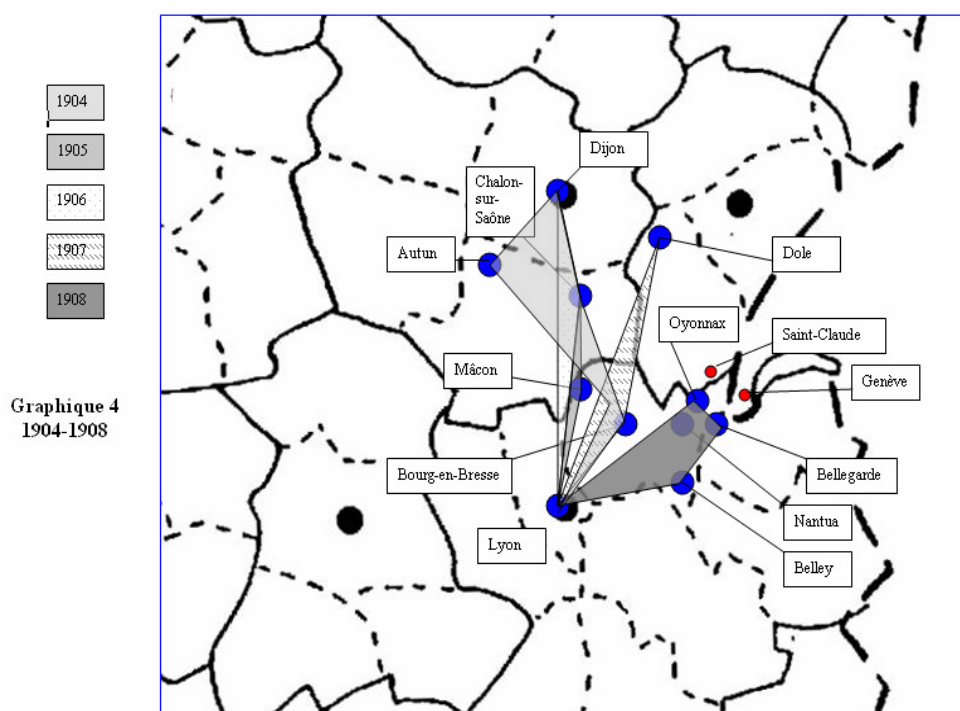 1904
1905
1906
1907
1908
Graphique 4
1904-1908
Dijon
Chalon-
sur-
Saône
Autun
Dole
Oyonnax
Saint-Claude
Mâcon
Genève
Bourg-en-Bresse
Bellegarde
Nantua
Lyon
Belley